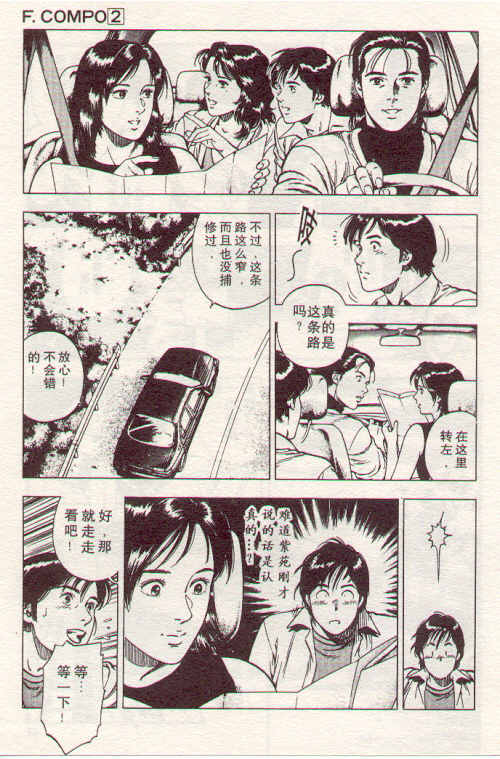 F. COMPO 2
吱
真的是
这条路
吗?
在这里
转左.
不过,这条
路这么窄,
而且也没捕
修过.
放心!
不会错
的!
难道紫苑刚才
说的话是认
真的…?
好,那
就走走
看吧!
等…
等一下!